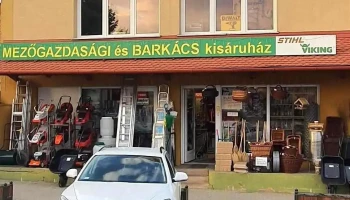 MEZŐGAZDASÁGI és BARKÁCS kisáruház
STIHL
VIKING